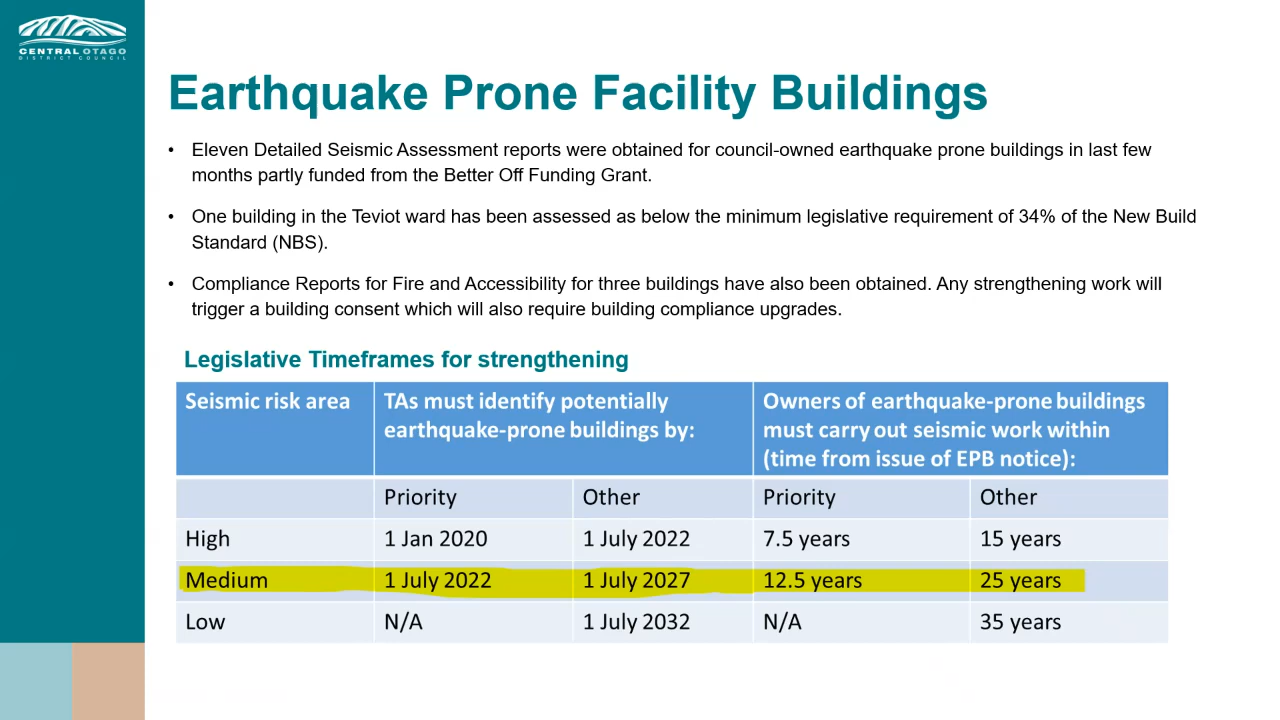 CENTRAL OTAGO
DISTRICT COUNCIL
Earthquake Prone Facility Buildings
• Eleven Detailed Seismic Assessment reports were obtained for council-owned earthquake prone buildings in last few
months partly funded from the Better Off Funding Grant.
• One building in the Teviot ward has been assessed as below the minimum legislative requirement of 34% of the New Build
Standard (NBS).
• Compliance Reports for Fire and Accessibility for three buildings have also been obtained. Any strengthening work will
trigger a building consent which will also require building compliance upgrades.
Legislative Timeframes for strengthening
Seismic risk area TAs must identify potentially Owners of earthquake-prone buildings
earthquake-prone buildings by: must carry out seismic work within
(time from issue of EPB notice):
Priority Other Priority Other
High 1 Jan 2020 1 July 2022 7.5 years 15 years
Medium 1 July 2022 1 July 2027 12.5 years 25 years
Low N/A 1 July 2032 N/A 35 years